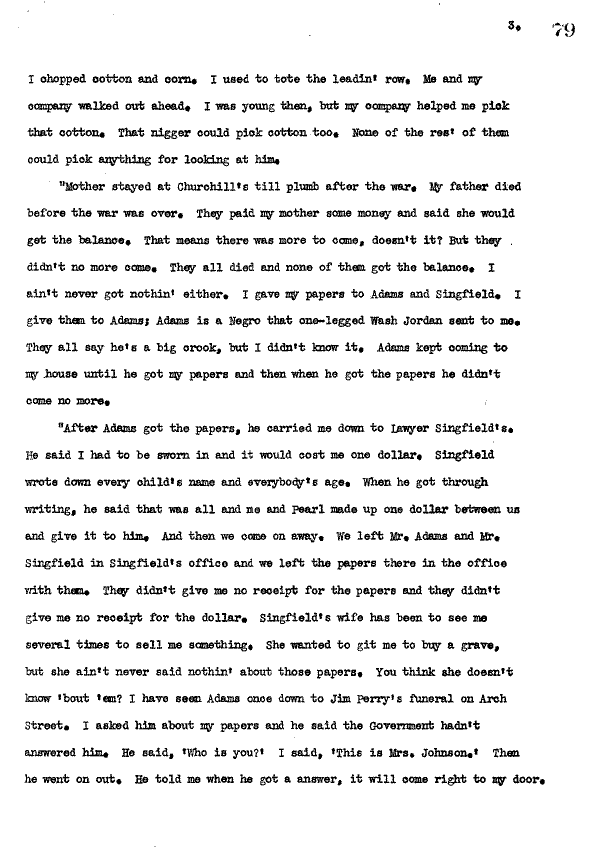 3. 79
I chopped cotton and corn. I used to tote the leadin' row. Me and my
company walked out ahead. I was young then, but my company helped me pick
that cotton. That nigger could pick cotton too. None of the res' of them
could pick anything for looking at him.
"Mother stayed at Churchill's till plumb after the war. My father died
before the war was over. They paid my mother some money and said she would
get the balance. That means there was more to come, doesn't it? But they
didn't no more come. They all died and none of them got the balance. I
ain't never got nothin' either. I gave my papers to Adams and Singfield. I
give them to Adams; Adams is a Negro that one-legged Wash Jordan sent to me.
They all say he's a big crook, but I didn't know it. Adams kept coming to
my house until he got my papers and then when he got the papers he didn't
come no more.
"After Adams got the papers, he carried me down to Lawyer Singfield's.
He said I had to be sworn in and it would cost me one dollar. Singfield
wrote down every child's name and everybody's age. When he got through
writing, he said that was all and me and Pearl made up one dollar between us
and give it to him. And then we come on away. We left Mr. Adams and Mr.
Singfield in Singfield's office and we left the papers there in the office
with them. They didn't give me no receipt for the papers and they didn't
give me no receipt for the dollar. Singfield's wife has been to see me
several times to sell me something. She wanted to git me to buy a grave,
but she ain't never said nothin' about those papers. You think she doesn't
know 'bout 'em? I have seen Adams once down to Jim Perry's funeral on Arch
Street. I asked him about my papers and he said the Government hadn't
answered him. He said, 'Who is you?' I said, 'This is Mrs. Johnson.' Then
he went on out. He told me when he got a answer, it will come right to my door.